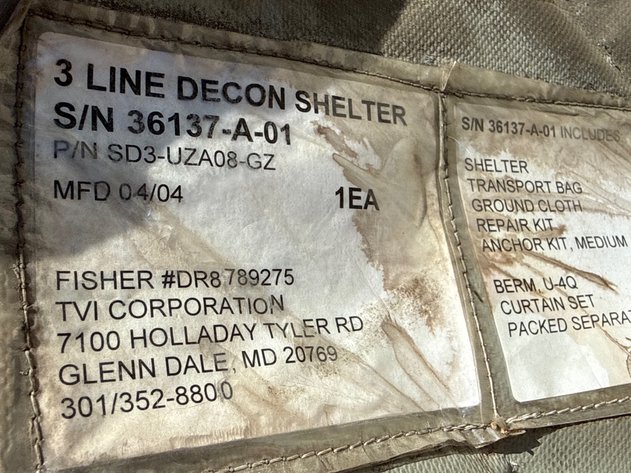 3 LINE DECON SHELTER
S/N 36137-A-01
P/N SD3-UZA08-GZ
MFD 04/04 1EA
FISHER #DR8789275
TVI CORPORATION
7100 HOLLADAY TYLER RD
GLENN DALE, MD 20769
301/352-8800
S/N 36137-A-01 INCLUDES
SHELTER
TRANSPORT BAG
GROUND CLOTH
REPAIR KIT
ANCHOR KIT, MEDIUM
BERM, U-4Q
CURTAIN SET
PACKED